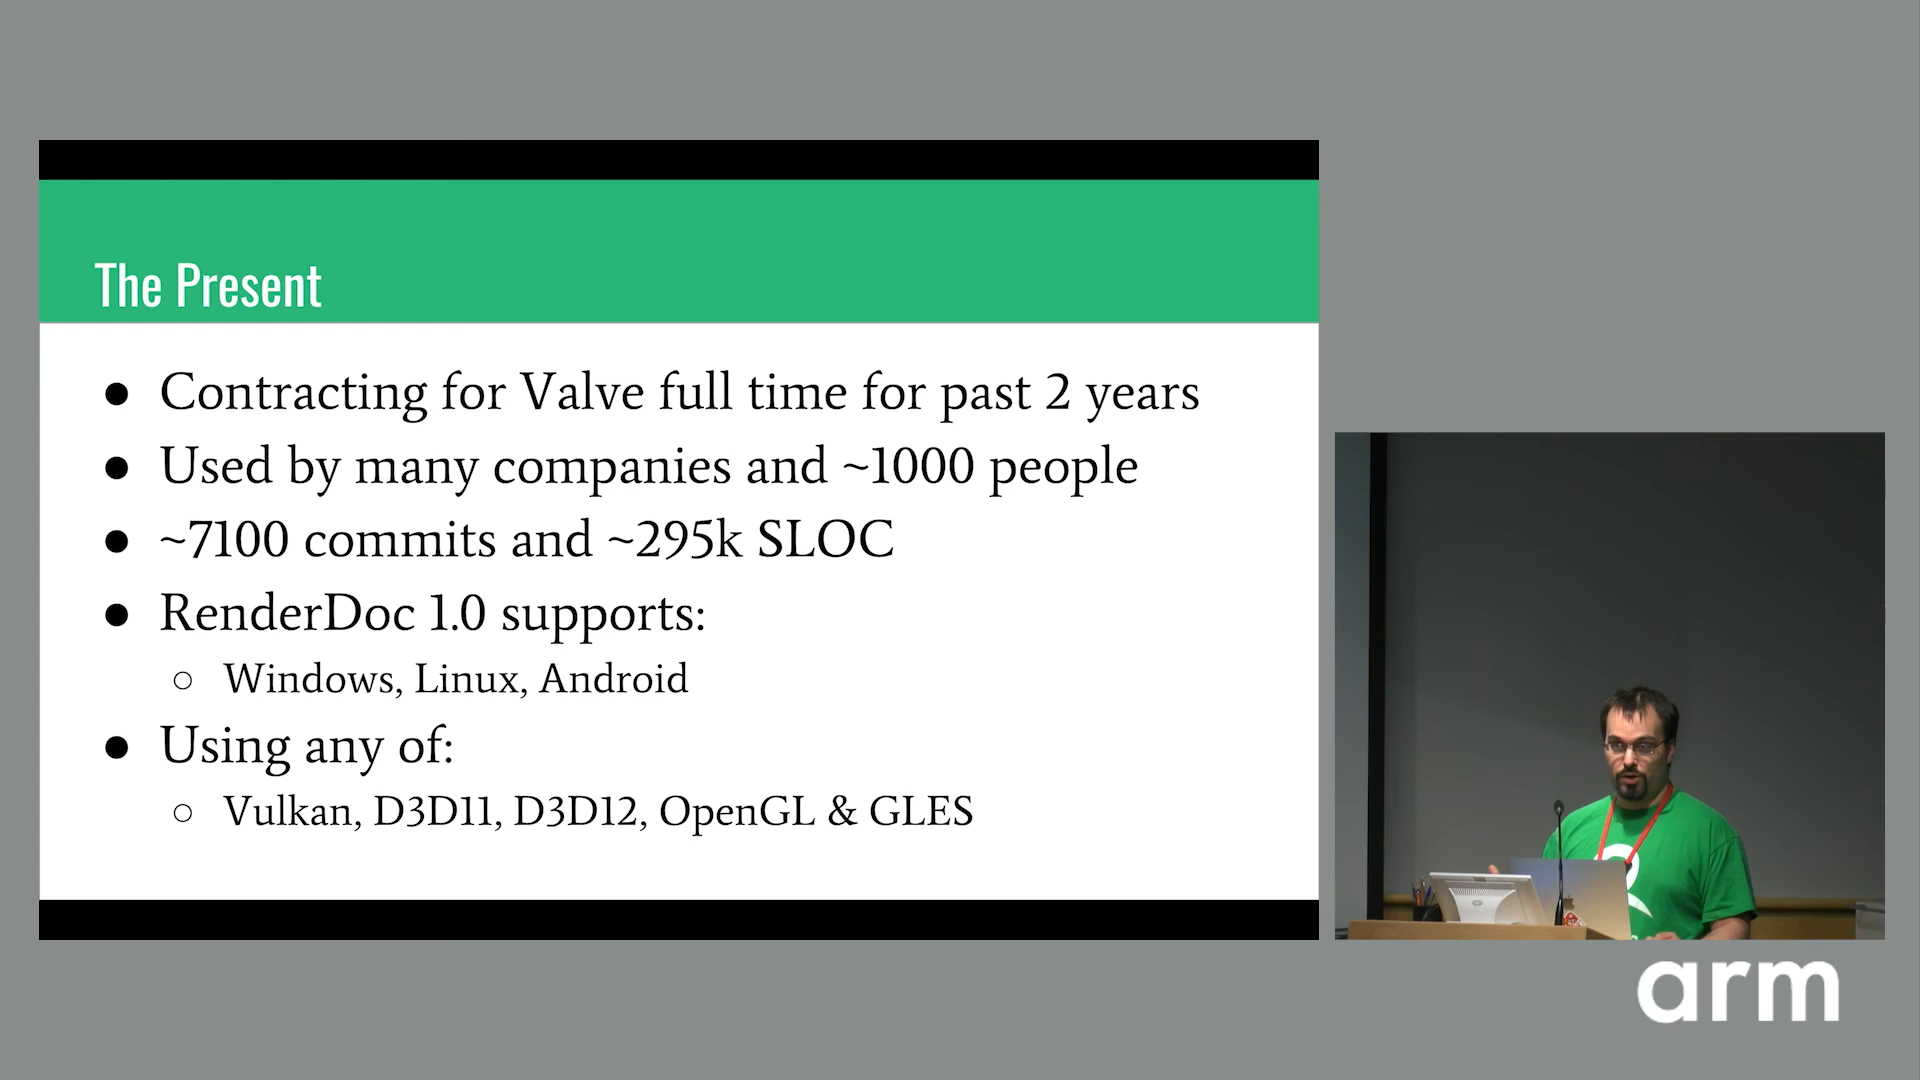 The Present
● Contracting for Valve full time for past 2 years
● Used by many companies and ~1000 people
● ~7100 commits and ~295k SLOC
● RenderDoc 1.0 supports:
○ Windows, Linux, Android
● Using any of:
○ Vulkan, D3D11, D3D12, OpenGL & GLES
arm